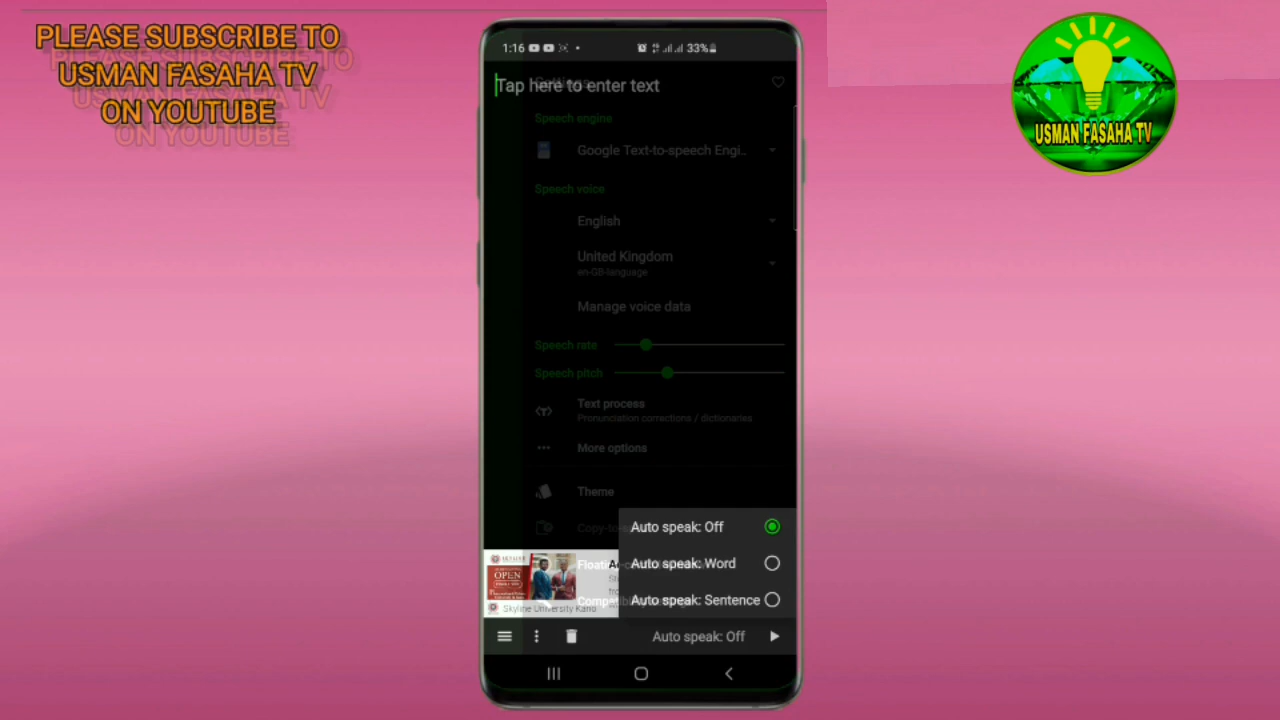 PLEASE SUBSCRIBE TO
USMAN FASAHA TV
ON YOUTUBE
USMAN FASAHA TV
1:16
33%
Settings
Tap here to enter text
Speech engine
Google Text-to-speech Engi..
Speech voice
English
United Kingdom
en-GB-language
Manage voice data
Speech rate
Speech pitch
Text process
Pronunciation corrections / dictionaries
More options
Theme
Auto speak: Off
Auto speak: Word
Auto speak: Sentence
OPEN
Skyline University Kano
Auto speak: Off